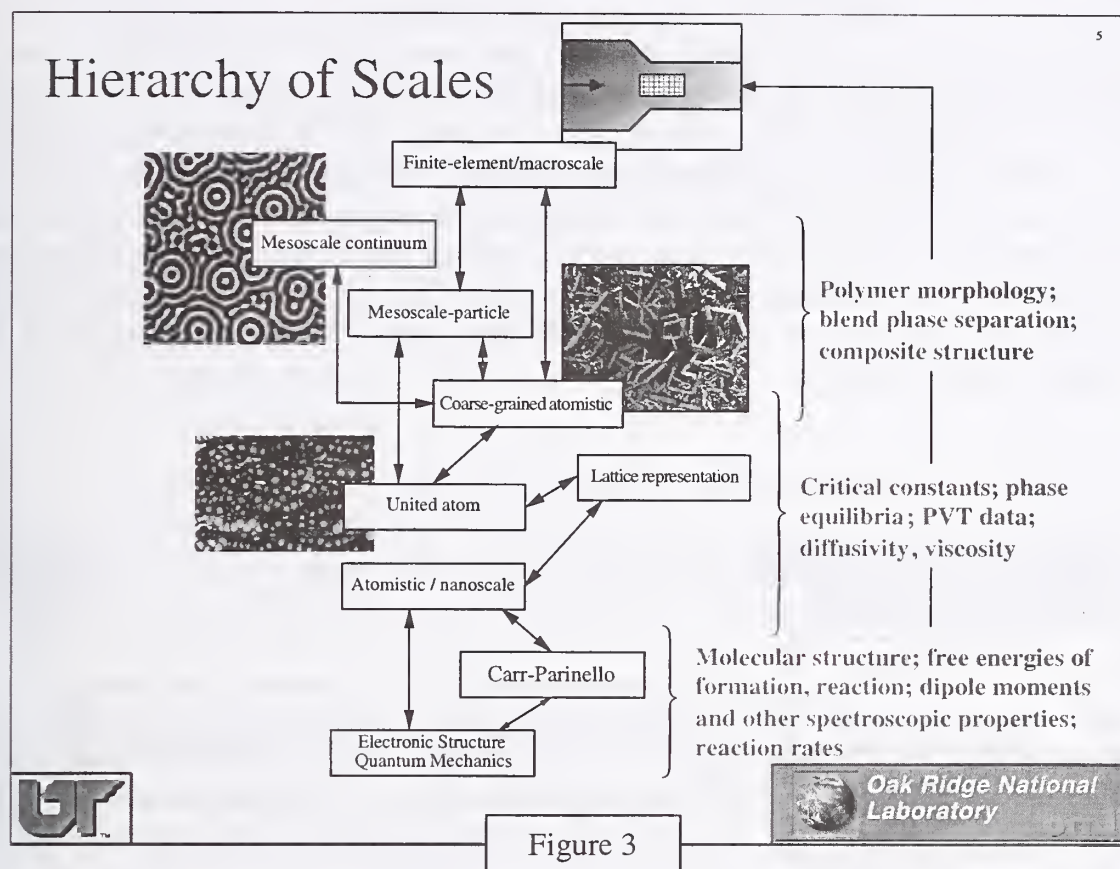 5
Hierarchy of Scales
Finite-element/macroscale
Mesoscale continuum
Mesoscale-particle
Coarse-grained atomistic
Polymer morphology;
blend phase separation;
composite structure
United atom
Lattice representation
Critical constants; phase
equilibria; PVT data;
diffusivity, viscosity
Atomistic / nanoscale
Carr-Parinello
Electronic Structure
Quantum Mechanics
Molecular structure; free energies of
formation, reaction; dipole moments
and other spectroscopic properties;
reaction rates
UT
TM
Oak Ridge National
Laboratory
Figure 3